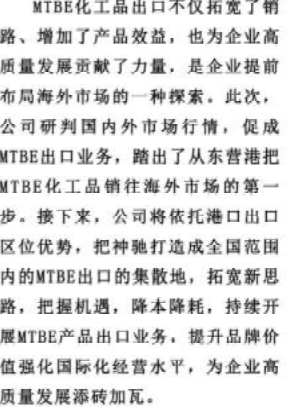 MTBE化工品出口不仅拓宽了销
路、增加了产品效益，也为企业高
质量发展贡献了力量，是企业提前
布局海外市场的一种探索。此次，
公司研判国内外市场行情，促成
MTBE出口业务，踏出了从东营港把
MTBE化工品销往海外市场的第一
步。接下来，公司将依托港口出口
区位优势，把神驰打造成全国范围
内的MTBE出口的集散地，拓宽新思
路，把握机遇，降本降耗，持续开
展MTBE产品出口业务，提升品牌价
值强化国际化经营水平，为企业高
质量发展添砖加瓦。